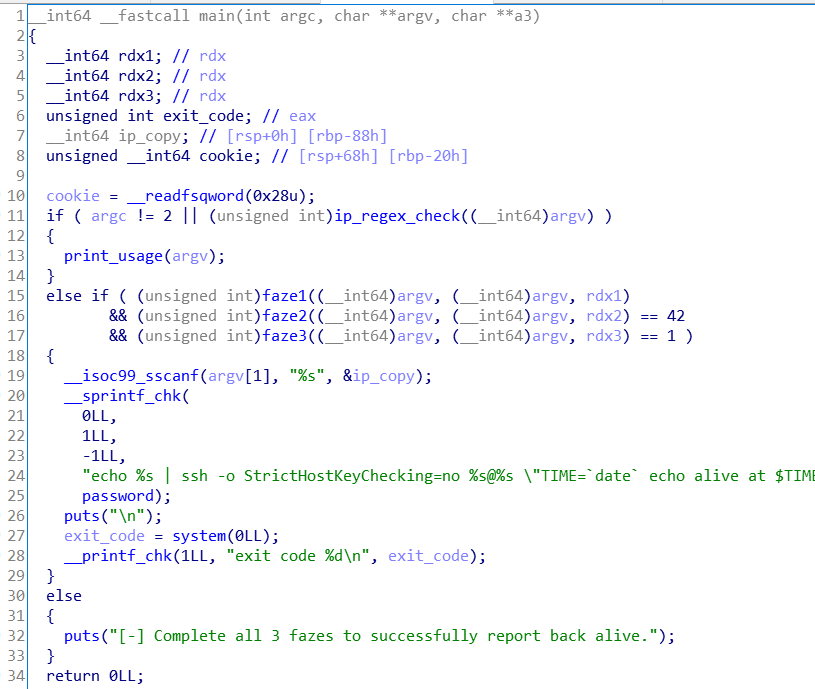 1 __int64 __fastcall main(int argc, char **argv, char **a3)
2 {
3 __int64 rdx1; // rdx
4 __int64 rdx2; // rdx
5 __int64 rdx3; // rdx
6 unsigned int exit_code; // eax
7 __int64 ip_copy; // [rsp+0h] [rbp-88h]
8 unsigned __int64 cookie; // [rsp+68h] [rbp-20h]
9
10 cookie = __readfsqword(0x28u);
11 if ( argc != 2 || (unsigned int)ip_regex_check((__int64)argv) )
12 {
13 print_usage(argv);
14 }
15 else if ( (unsigned int)faze1((__int64)argv, (__int64)argv, rdx1)
16 && (unsigned int)faze2((__int64)argv, (__int64)argv, rdx2) == 42
17 && (unsigned int)faze3((__int64)argv, (__int64)argv, rdx3) == 1 )
18 {
19 __isoc99_sscanf(argv[1], "%s", &ip_copy);
20 __sprintf_chk(
21 0LL,
22 1LL,
23 -1LL,
24 "echo %s | ssh -o StrictHostKeyChecking=no %s@%s \"TIME=`date` echo alive at $TIME
25 password);
26 puts("\n");
27 exit_code = system(0LL);
28 __printf_chk(1LL, "exit code %d\n", exit_code);
29 }
30 else
31 {
32 puts("[-] Complete all 3 fazes to successfully report back alive.");
33 }
34 return 0LL;